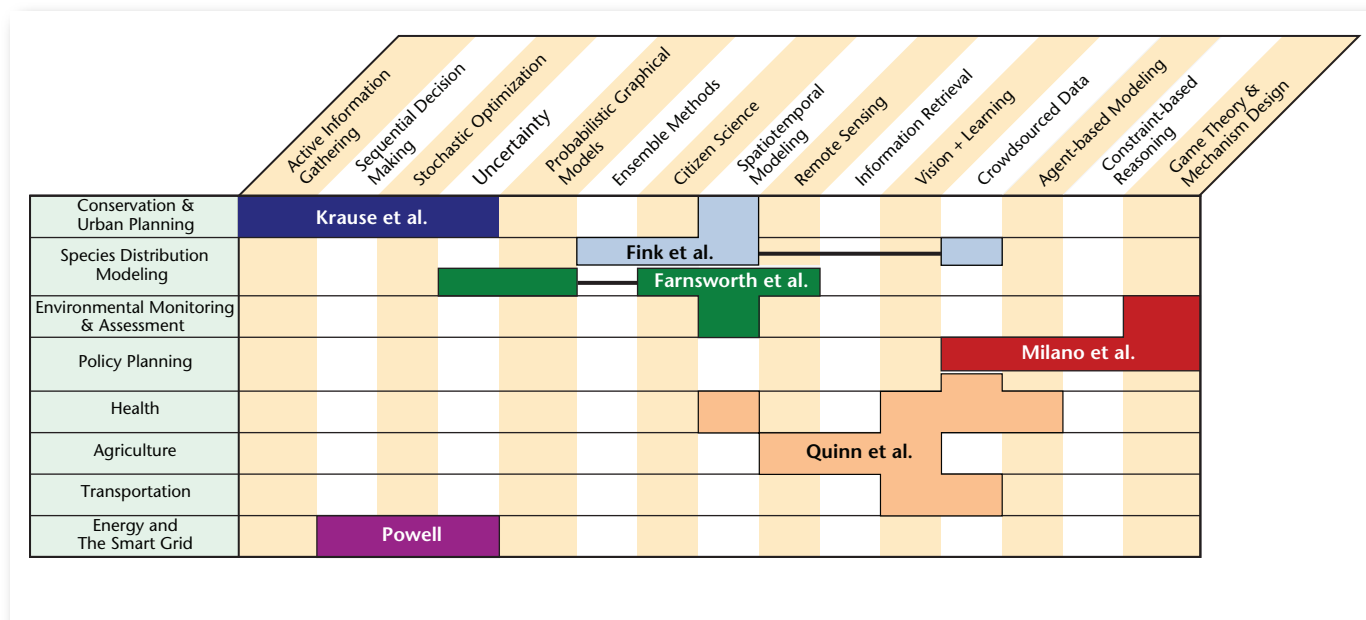 Active Information
Gathering
Sequential Decision
Making
Stochastic Optimization
Uncertainty
Probabilistic Graphical
Models
Ensemble Methods
Citizen Science
Spatiotemporal
Modeling
Remote Sensing
Information Retrieval
Vision + Learning
Crowdsourced Data
Agent-based Modeling
Constraint-based
Reasoning
Game Theory &
Mechanism Design
Conservation &
Urban Planning
Krause et al.
Species Distribution
Modeling
Fink et al.
Farnsworth et al.
Environmental Monitoring
& Assessment
Policy Planning
Milano et al.
Health
Agriculture
Quinn et al.
Transportation
Energy and
The Smart Grid
Powell